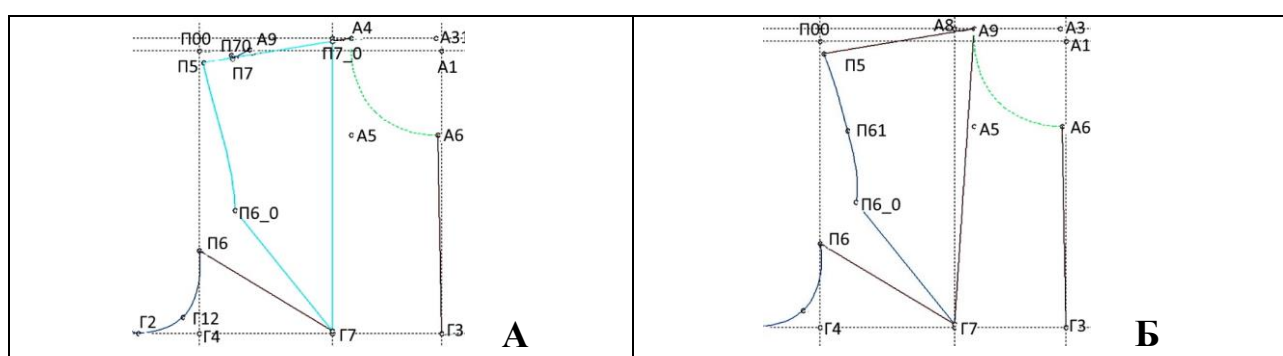 А4
П00 П70 А9 А31
П5 П7 П7_0 А1
А5 А6
П6_0
П6
Г2 Г12
Г4 Г7 Г3
А
А8 А3
П00 А9 А1
П5
П61 А5 А6
П6_0
П6
Г4 Г7 Г3
Б